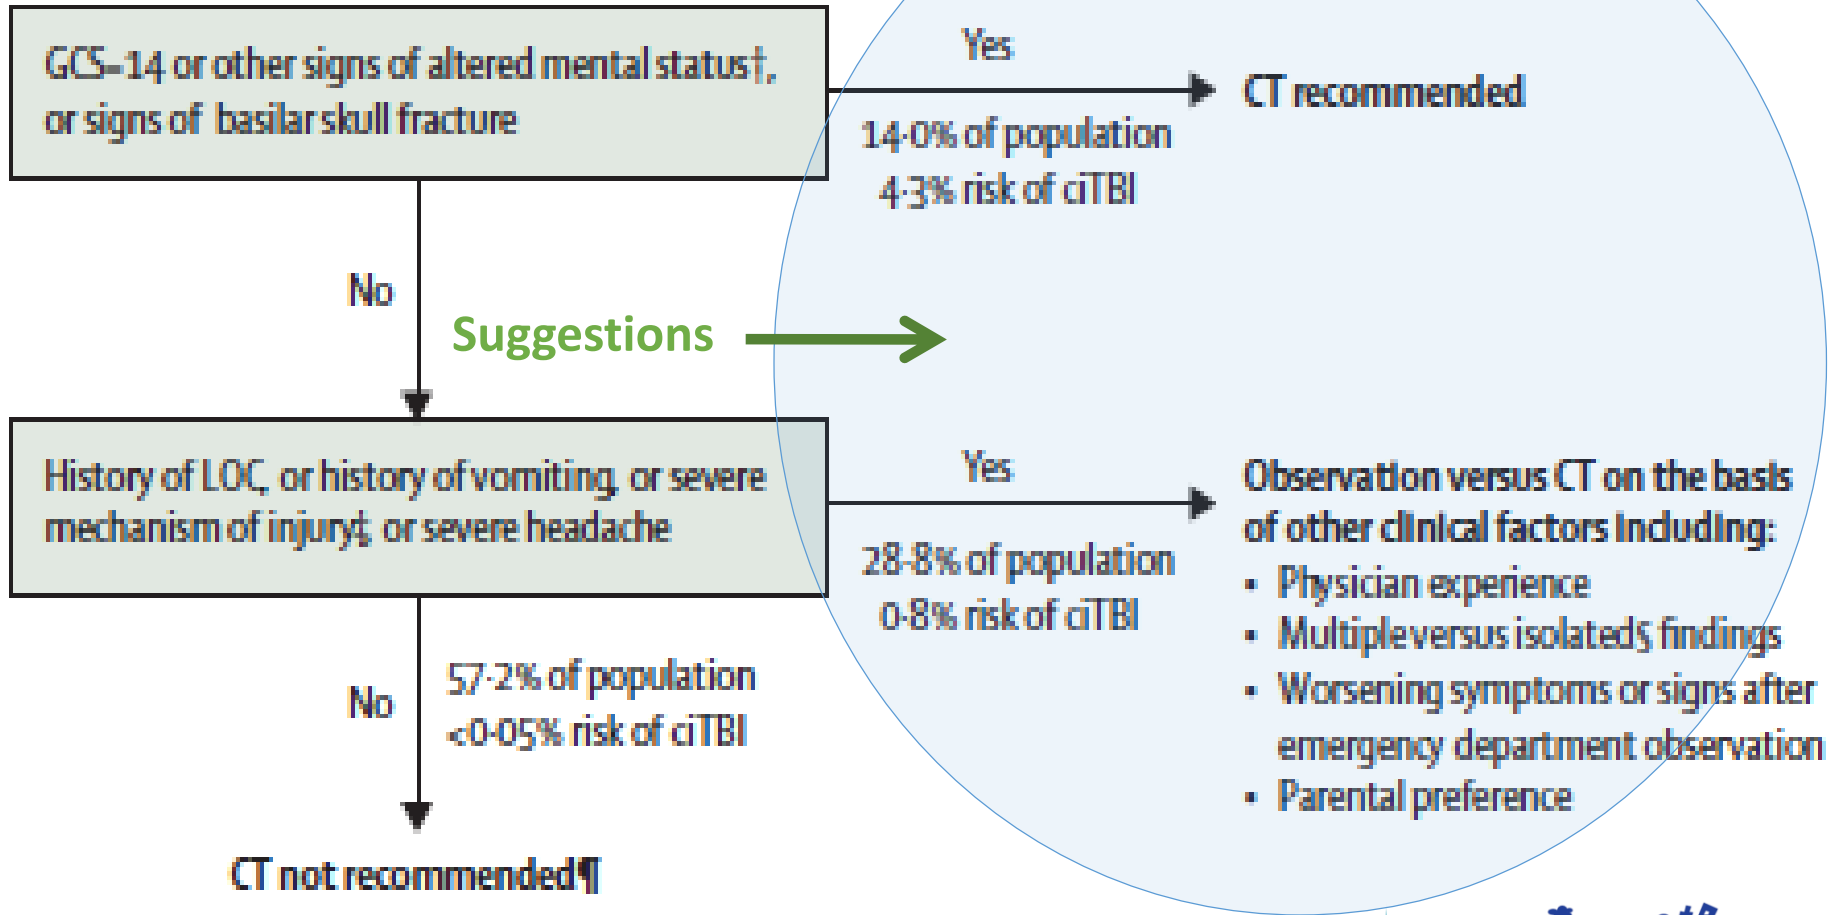 GCS=14 or other signs of altered mental status†,
or signs of basilar skull fracture
Yes
CT recommended
14·0% of population
4·3% risk of ciTBI
No
Suggestions
History of LOC, or history of vomiting, or severe
mechanism of injury‡, or severe headache
Yes
28·8% of population
0·8% risk of ciTBI
Observation versus CT on the basis
of other clinical factors including:
• Physician experience
• Multiple versus isolated§ findings
• Worsening symptoms or signs after
emergency department observation
• Parental preference
No
57·2% of population
<0·05% risk of ciTBI
CT not recommended¶